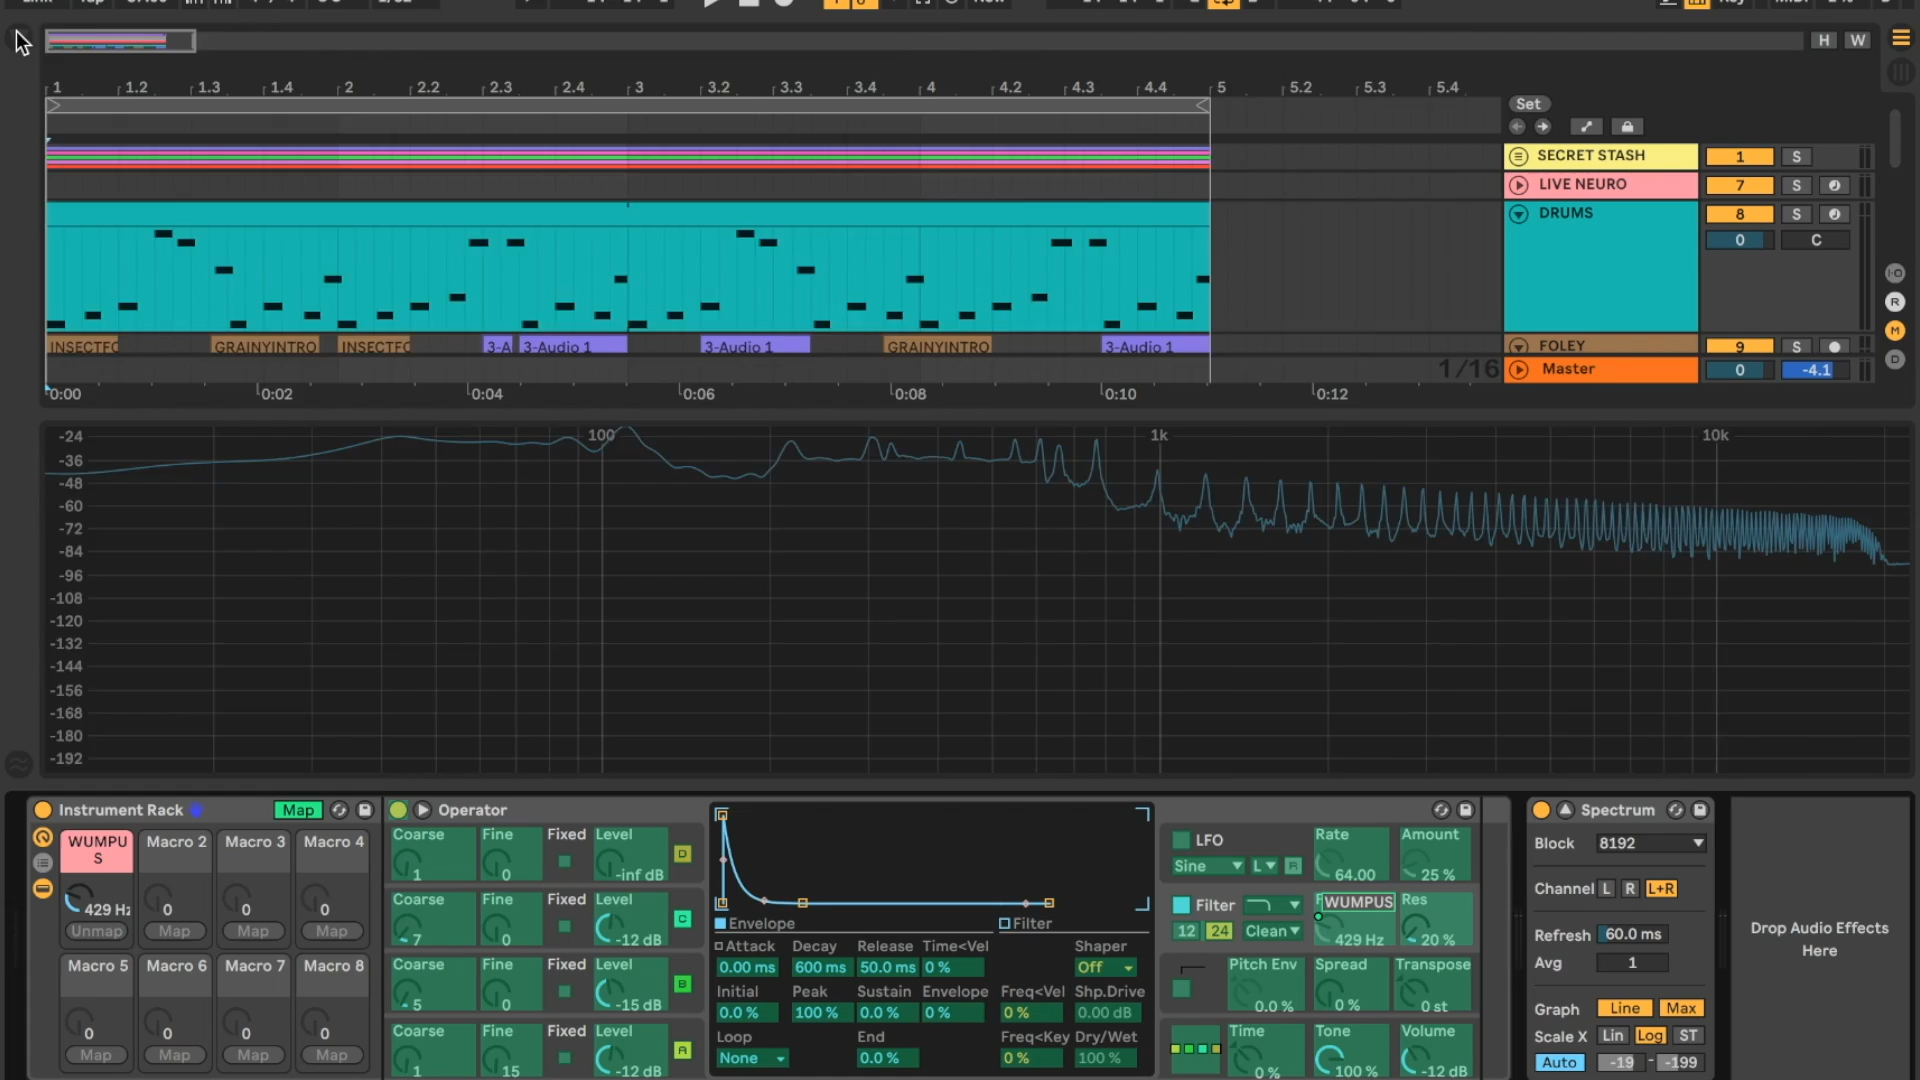 H W
1 1.2 1.3 1.4 2 2.2 2.3 2.4 3 3.2 3.3 3.4 4 4.2 4.3 4.4 5 5.2 5.3 5.4
Set
SECRET STASH 1 S
LIVE NEURO 7 S
DRUMS 8 S
0 C
INSECTFC GRAINYINTRO INSECTFC 3-A 3-Audio 1 3-Audio 1 GRAINYINTRO 3-Audio 1
FOLEY 9 S
1/16
Master 0 -4.1
0:00 0:02 0:04 0:06 0:08 0:10 0:12
I·O
R
M
D
100 1k 10k
-24
-36
-48
-60
-72
-84
-96
-108
-120
-132
-144
-156
-168
-180
-192
Instrument Rack Map
WUMPU
S
Macro 2 Macro 3 Macro 4
429 Hz 0 0 0
Unmap Map Map Map
Macro 5 Macro 6 Macro 7 Macro 8
0 0 0 0
Map Map Map Map
Operator
Coarse Fine Fixed Level
1 0 -inf dB D
Coarse Fine Fixed Level
7 0 -12 dB C
Coarse Fine Fixed Level
5 0 -15 dB B
Coarse Fine Fixed Level
1 15 -12 dB A
Envelope Filter
Attack Decay Release Time<Vel Shaper
0.00 ms 600 ms 50.0 ms 0 % Off
Initial Peak Sustain Envelope Freq<Vel Shp.Drive
0.0 % 100 % 0.0 % 0 % 0 % 0.00 dB
Loop End Freq<Key Dry/Wet
None 0.0 % 0 % 100 %
LFO Rate Amount
Sine L R 64.00 25 %
Filter WUMPUS Res
12 24 Clean 429 Hz 20 %
Pitch Env Spread Transpose
0.0 % 0 % 0 st
Time Tone Volume
0 % 100 % -12 dB
Spectrum
Block 8192
Channel L R L+R
Refresh 60.0 ms
Avg 1
Graph Line Max
Scale X Lin Log ST
Auto -19 - -199
Drop Audio Effects
Here